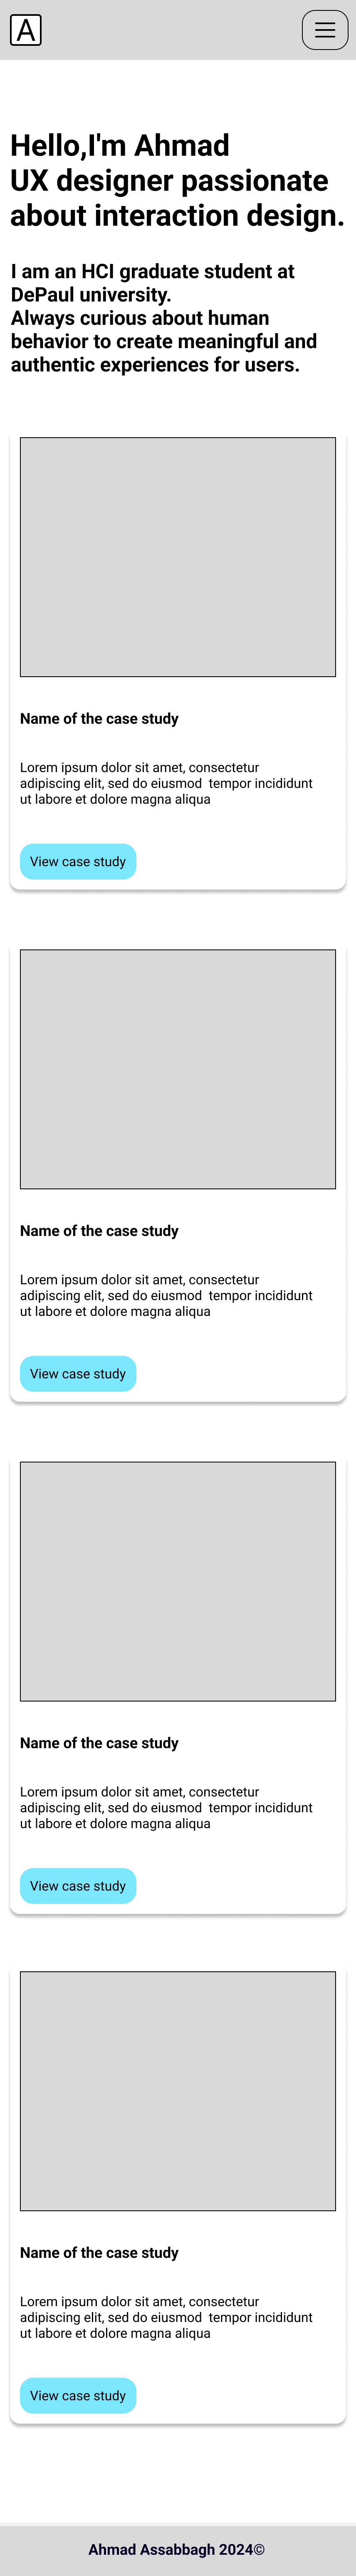 A
Hello,I'm Ahmad
UX designer passionate
about interaction design.
I am an HCI graduate student at
DePaul university.
Always curious about human
behavior to create meaningful and
authentic experiences for users.
Name of the case study
Lorem ipsum dolor sit amet, consectetur
adipiscing elit, sed do eiusmod  tempor incididunt
ut labore et dolore magna aliqua
View case study
Name of the case study
Lorem ipsum dolor sit amet, consectetur
adipiscing elit, sed do eiusmod  tempor incididunt
ut labore et dolore magna aliqua
View case study
Name of the case study
Lorem ipsum dolor sit amet, consectetur
adipiscing elit, sed do eiusmod  tempor incididunt
ut labore et dolore magna aliqua
View case study
Name of the case study
Lorem ipsum dolor sit amet, consectetur
adipiscing elit, sed do eiusmod  tempor incididunt
ut labore et dolore magna aliqua
View case study
Ahmad Assabbagh 2024©